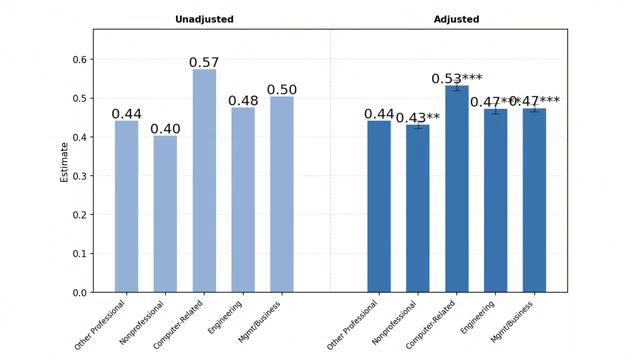 Unadjusted Adjusted
0.6
0.5
0.4
0.3
0.2
0.1
0.0
Estimate
0.44
0.40
0.57
0.48
0.50
0.44
0.43**
0.53***
0.47***
0.47***
Other Professional
Nonprofessional
Computer-Related
Engineering
Mgmt/Business
Other Professional
Nonprofessional
Computer-Related
Engineering
Mgmt/Business